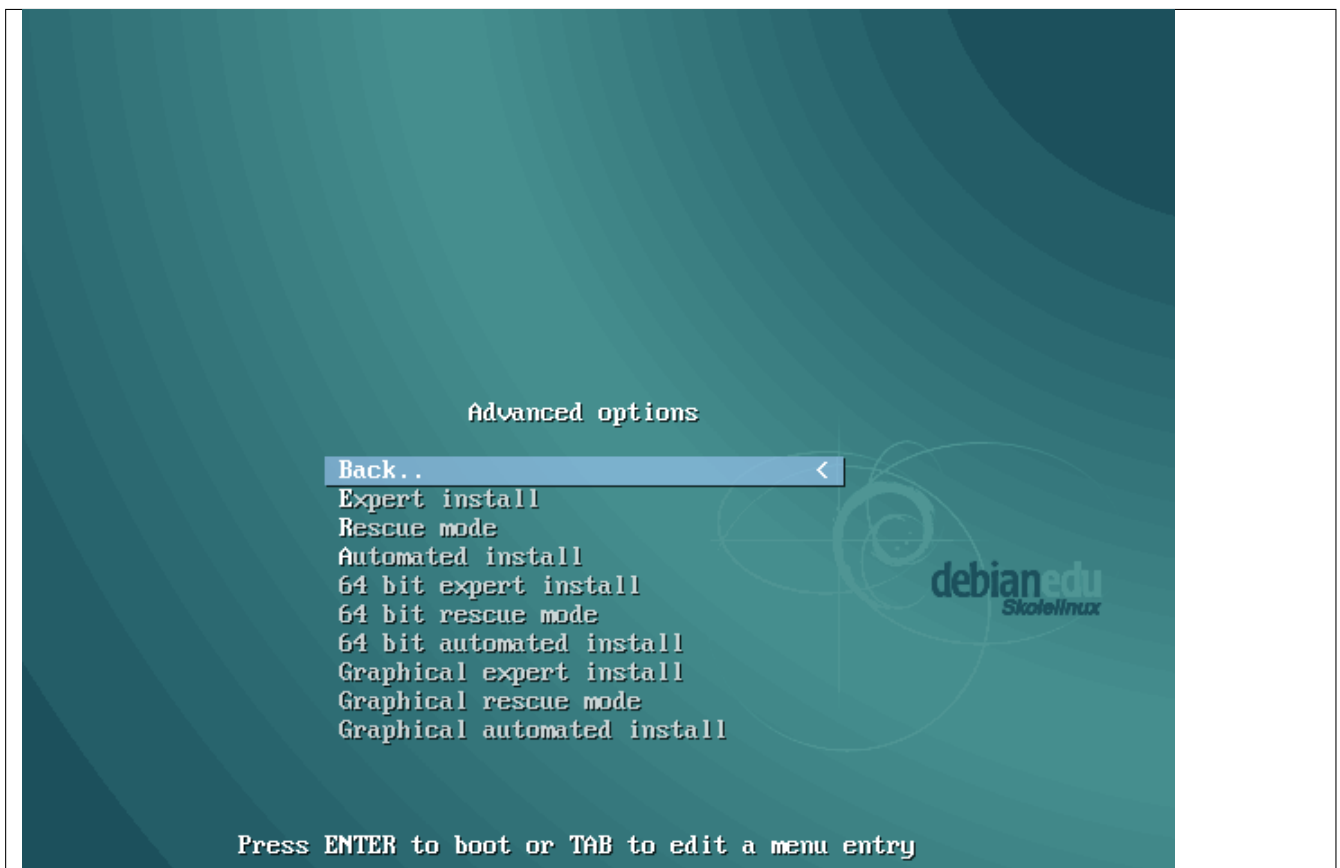 Advanced options
Back.. <
Expert install
Rescue mode
Automated install
64 bit expert install
64 bit rescue mode
64 bit automated install
Graphical expert install
Graphical rescue mode
Graphical automated install
debianedu
Skolelinux
Press ENTER to boot or TAB to edit a menu entry